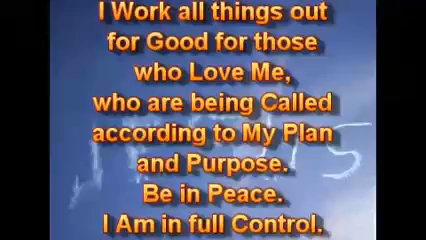 I Work all things out
for Good for those
who Love Me,
who are being Called
according to My Plan
and Purpose.
Be in Peace.
I Am in full Control.